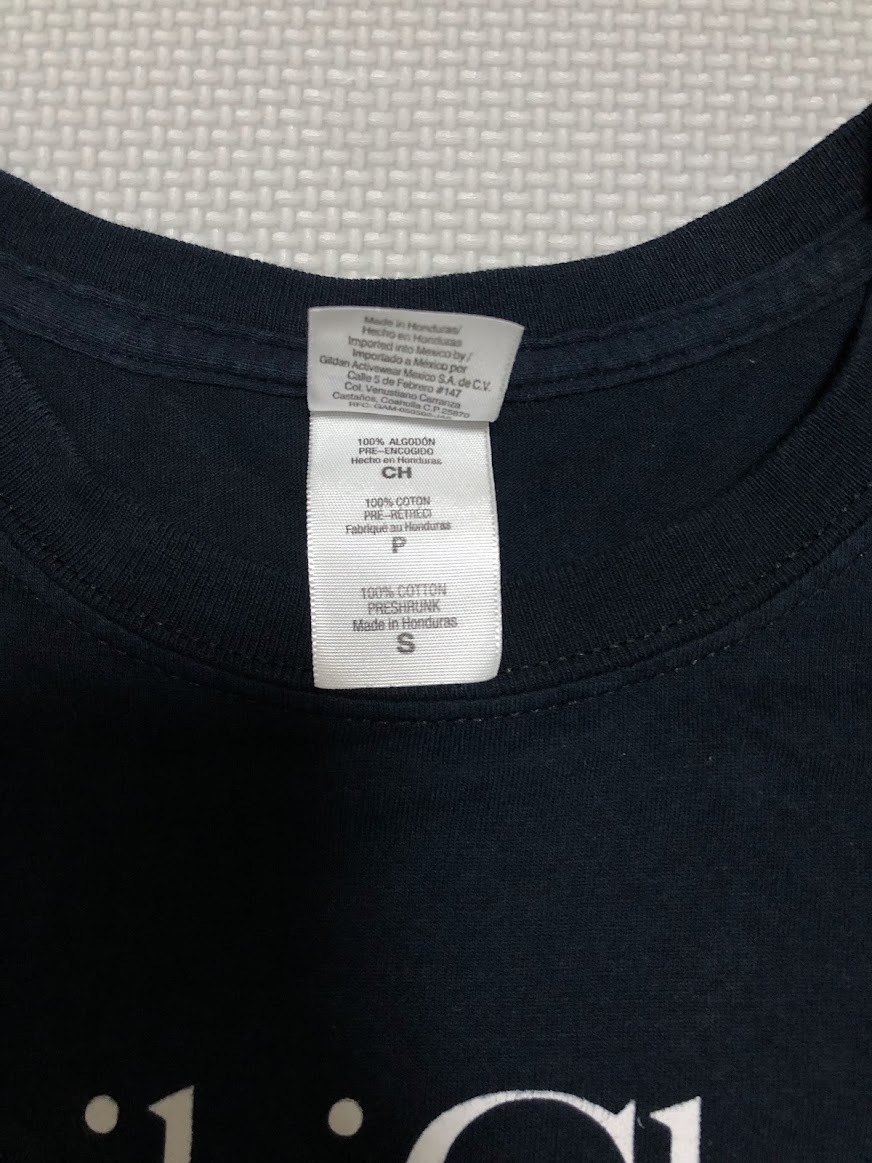 Made in Honduras/
Hecho en Honduras
Imported into Mexico by/
Importado a México por
Gildan Activewear Mexico S.A. de C.V.
Calle 5 de Febrero #147
Col. Venustiano Carranza
Castaños, Coahuila C.P. 25870
100% ALGODÓN
PRE-ENCOGIDO
Hecho en Honduras
CH
100% COTON
PRÉ-RÉTRÉCI
Fabriqué au Honduras
P
100% COTTON
PRESHRUNK
Made in Honduras
S